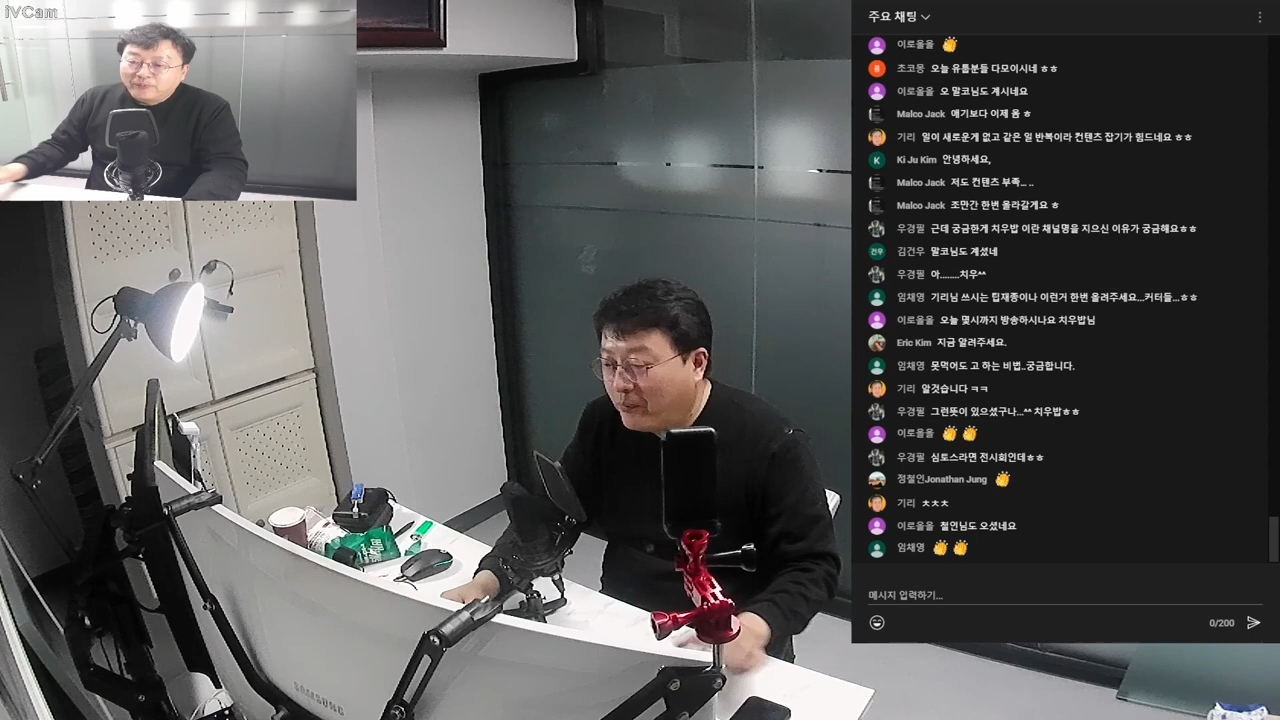 iVCam
주요 채팅
이로울울 👏
초코몽 오늘 유튭분들 다모이시네 ㅎㅎ
이로울울 오 말코님도 계시네요
Malco Jack 얘기보다 이제 옴 ㅎ
기리 일이 새로운게 없고 같은 일 반복이라 컨텐츠 잡기가 힘드네요 ㅎㅎ
K Ki Ju Kim 안녕하세요,
Malco Jack 저도 컨텐츠 부족... ..
Malco Jack 조만간 한번 올라갈게요 ㅎ
우경필 근데 궁금한게 치우밥 이란 채널명을 지으신 이유가 궁금해요ㅎㅎ
건우 김건우 말코님도 계셨네
우경필 아........치우^^
임채영 기리님 쓰시는 팁재종이나 이런거 한번 올려주세요...커터들...ㅎㅎ
이로울울 오늘 몇시까지 방송하시나요 치우밥님
Eric Kim 지금 알려주세요.
임채영 못먹어도 고 하는 비법..궁금합니다.
기리 알것습니다 ㅋㅋ
우경필 그런뜻이 있으셨구나...^^ 치우밥ㅎㅎ
이로울울 👏 👏
우경필 심토스라면 전시회인데ㅎㅎ
정철인Jonathan Jung 👏
기리 ㅊㅊㅊ
이로울울 철인님도 오셨네요
임채영 👏 👏
메시지 입력하기...
0/200
SAMSUNG